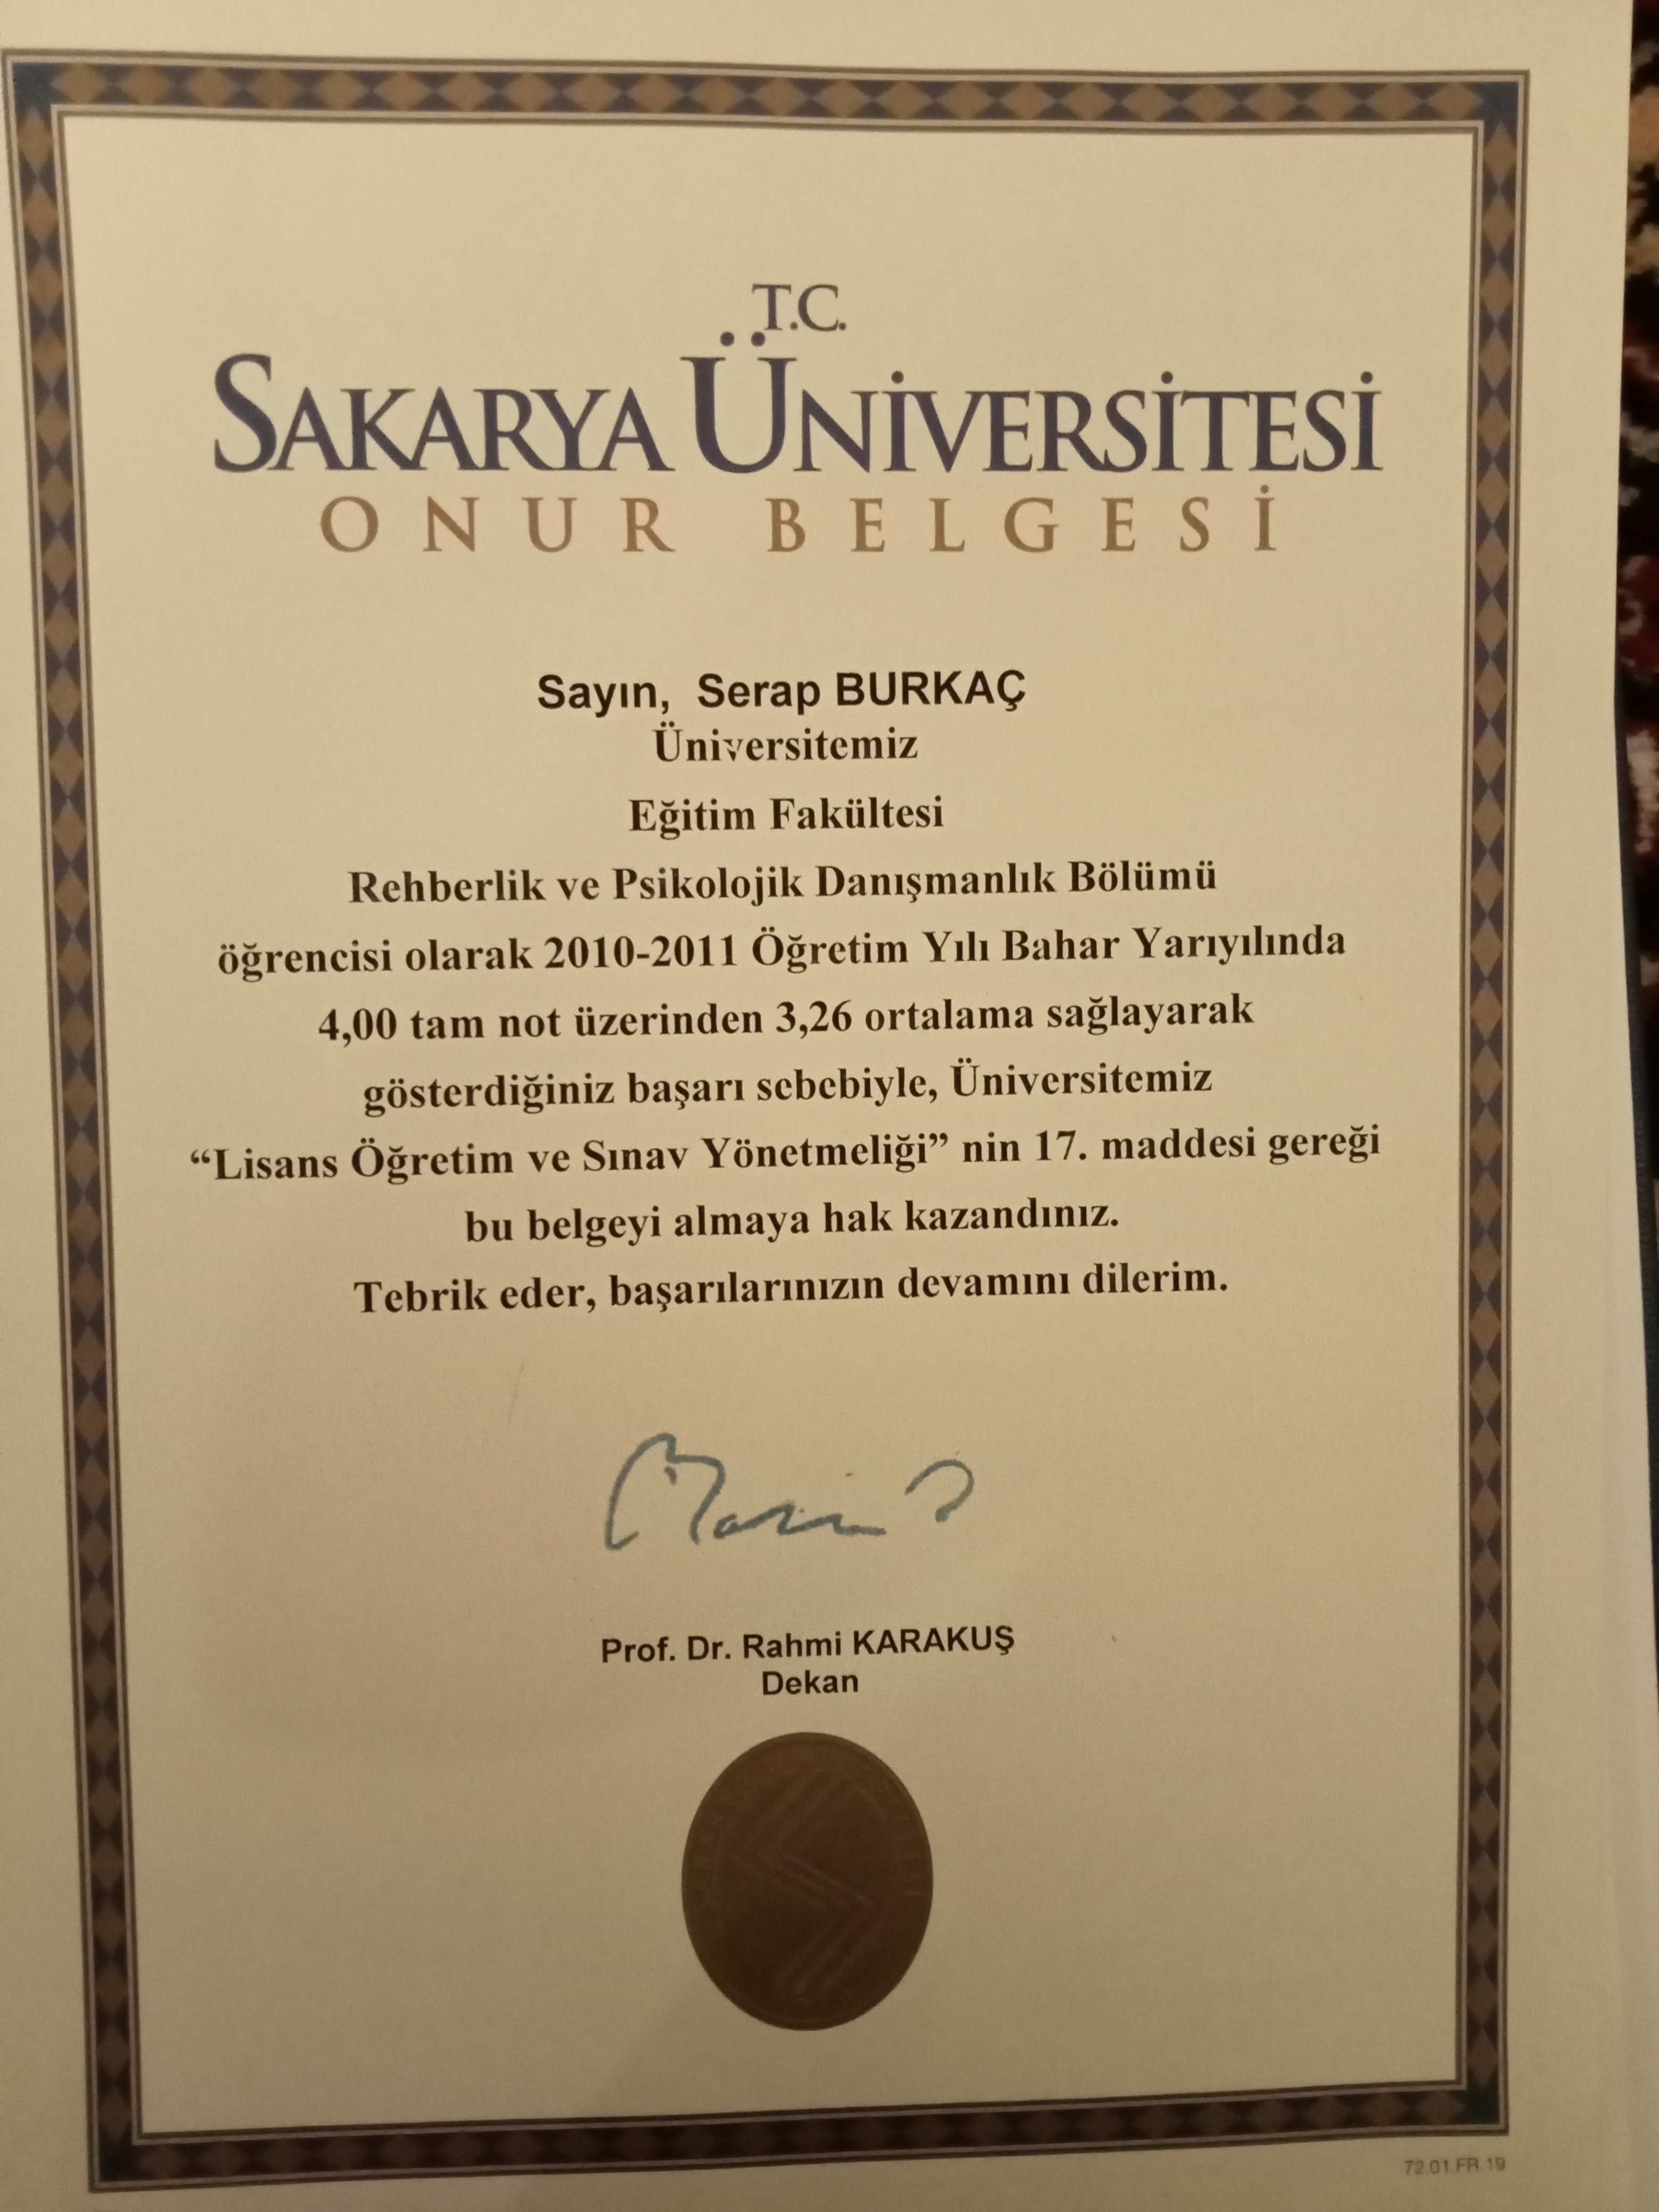 T.C.
SAKARYA ÜNİVERSİTESİ
ONUR BELGESİ
Sayın, Serap BURKAÇ
Üniversitemiz
Eğitim Fakültesi
Rehberlik ve Psikolojik Danışmanlık Bölümü
öğrencisi olarak 2010-2011 Öğretim Yılı Bahar Yarıyılında
4,00 tam not üzerinden 3,26 ortalama sağlayarak
gösterdiğiniz başarı sebebiyle, Üniversitemiz
“Lisans Öğretim ve Sınav Yönetmeliği” nin 17. maddesi gereği
bu belgeyi almaya hak kazandınız.
Tebrik eder, başarılarınızın devamını dilerim.
Prof. Dr. Rahmi KARAKUŞ
Dekan
72.01.FR.19